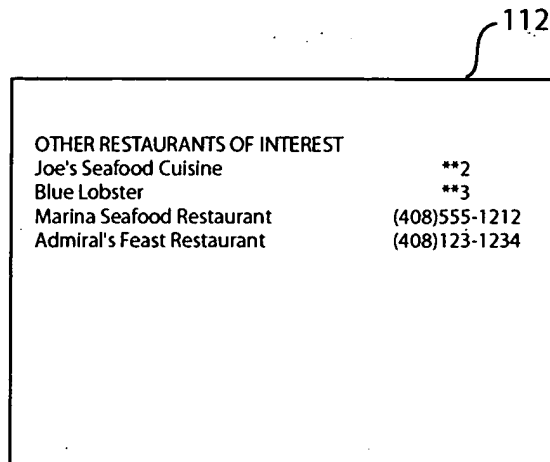 112
OTHER RESTAURANTS OF INTEREST
Joe's Seafood Cuisine **2
Blue Lobster **3
Marina Seafood Restaurant (408)555-1212
Admiral's Feast Restaurant (408)123-1234